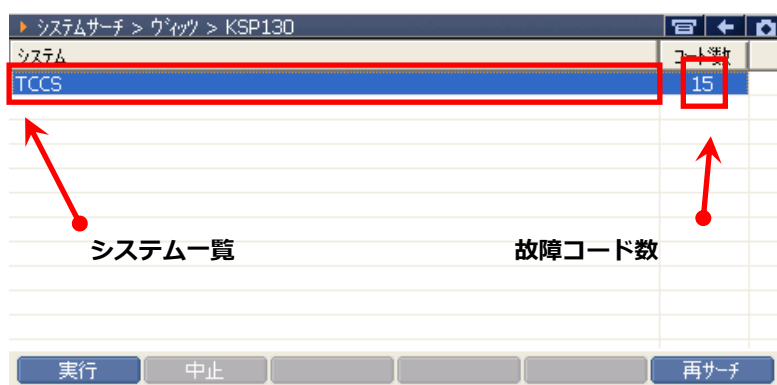 システムサーチ > ヴィッツ > KSP130
システム コード数
TCCS 15
システム一覧 故障コード数
実行 中止 再サーチ